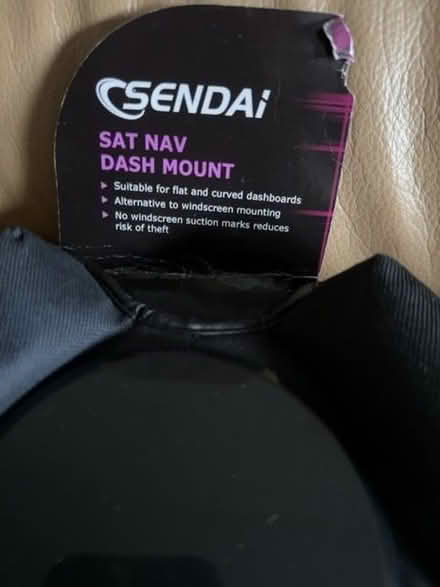 SENDAi
SAT NAV
DASH MOUNT
Suitable for flat and curved dashboards
Alternative to windscreen mounting
No windscreen suction marks reduces
risk of theft